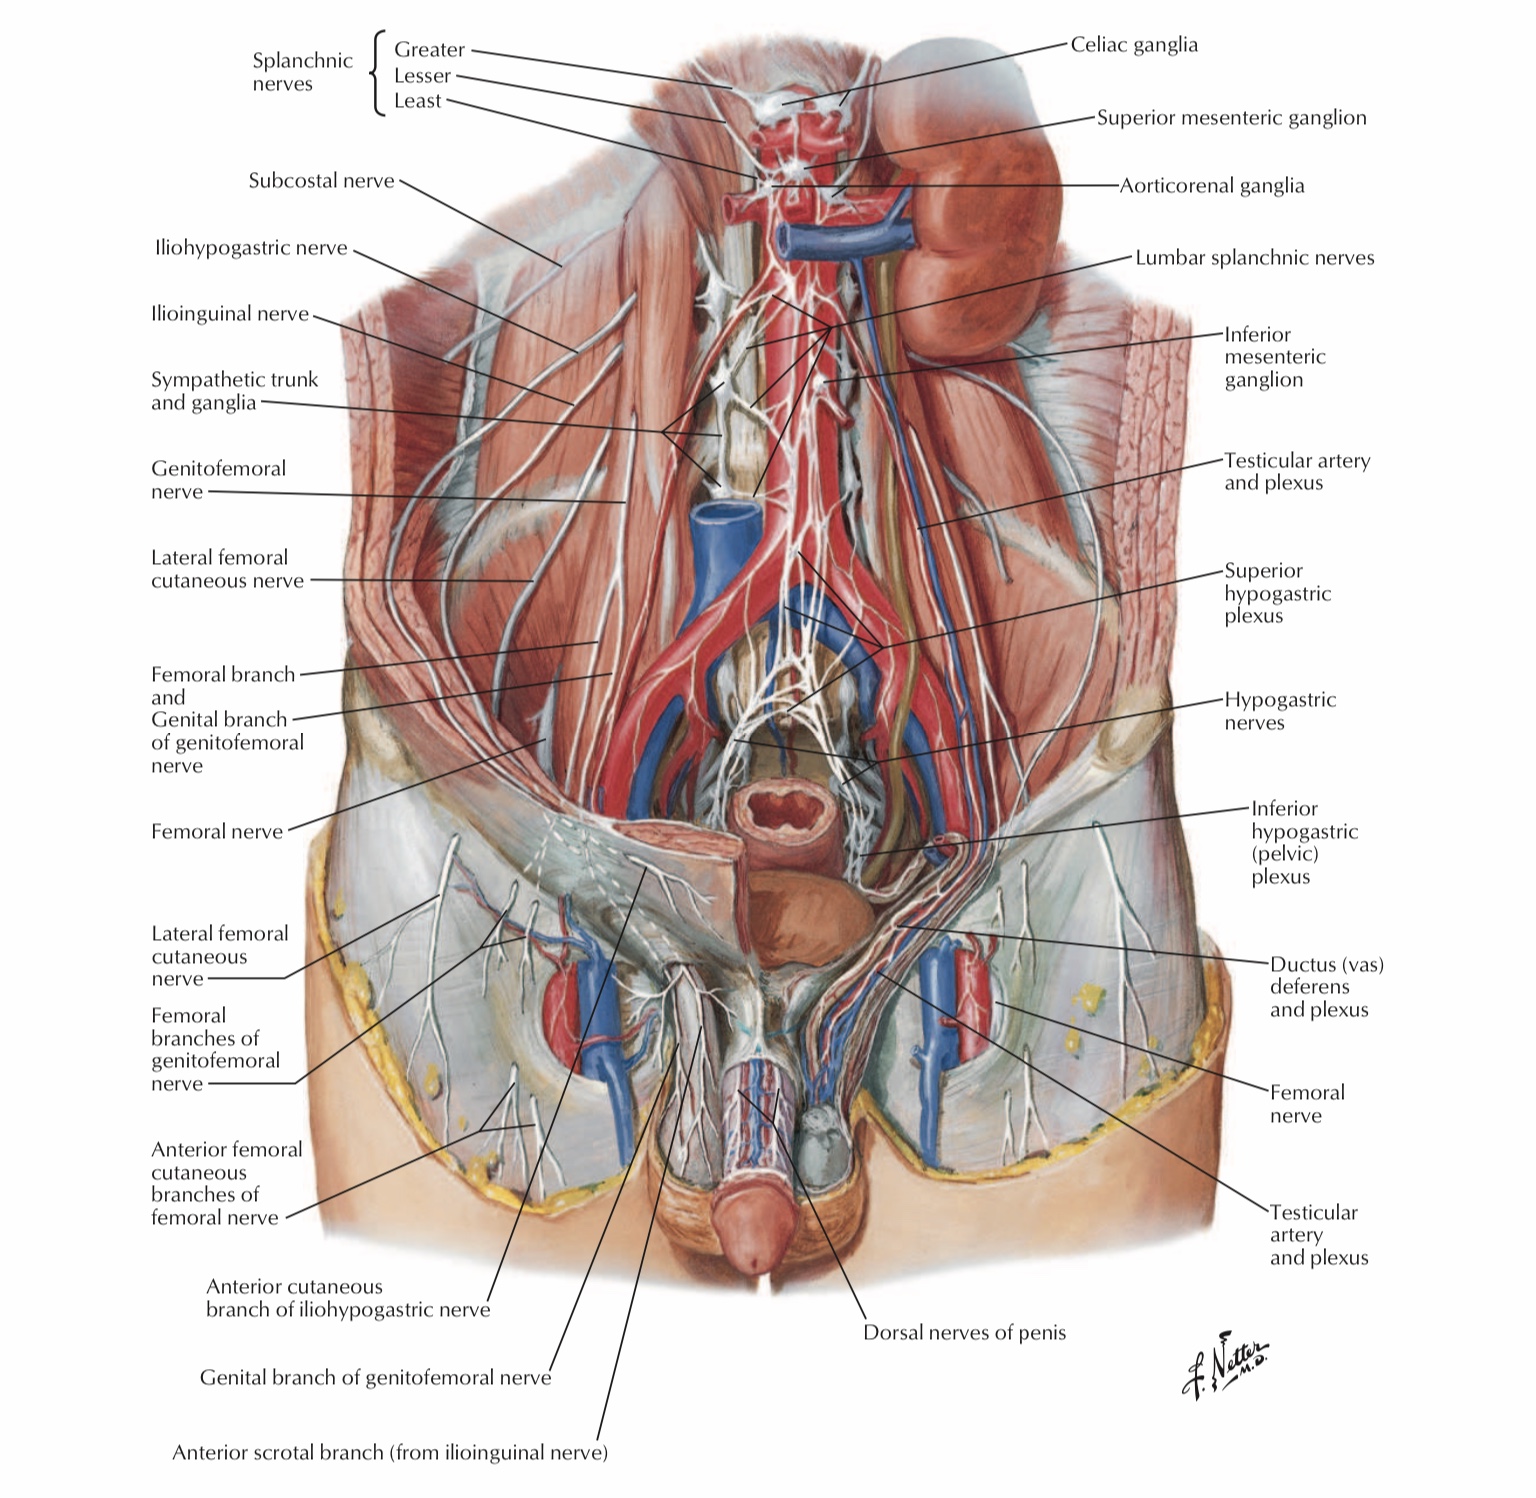 Splanchnic
nerves
Greater
Lesser
Least
Subcostal nerve
Iliohypogastric nerve
Ilioinguinal nerve
Sympathetic trunk
and ganglia
Genitofemoral
nerve
Lateral femoral
cutaneous nerve
Femoral branch
and
Genital branch
of genitofemoral
nerve
Femoral nerve
Lateral femoral
cutaneous
nerve
Femoral
branches of
genitofemoral
nerve
Anterior femoral
cutaneous
branches of
femoral nerve
Anterior cutaneous
branch of iliohypogastric nerve
Genital branch of genitofemoral nerve
Anterior scrotal branch (from ilioinguinal nerve)
Celiac ganglia
Superior mesenteric ganglion
Aorticorenal ganglia
Lumbar splanchnic nerves
Inferior
mesenteric
ganglion
Testicular artery
and plexus
Superior
hypogastric
plexus
Hypogastric
nerves
Inferior
hypogastric
(pelvic)
plexus
Ductus (vas)
deferens
and plexus
Femoral
nerve
Testicular
artery
and plexus
Dorsal nerves of penis
F. Netter
M.D.